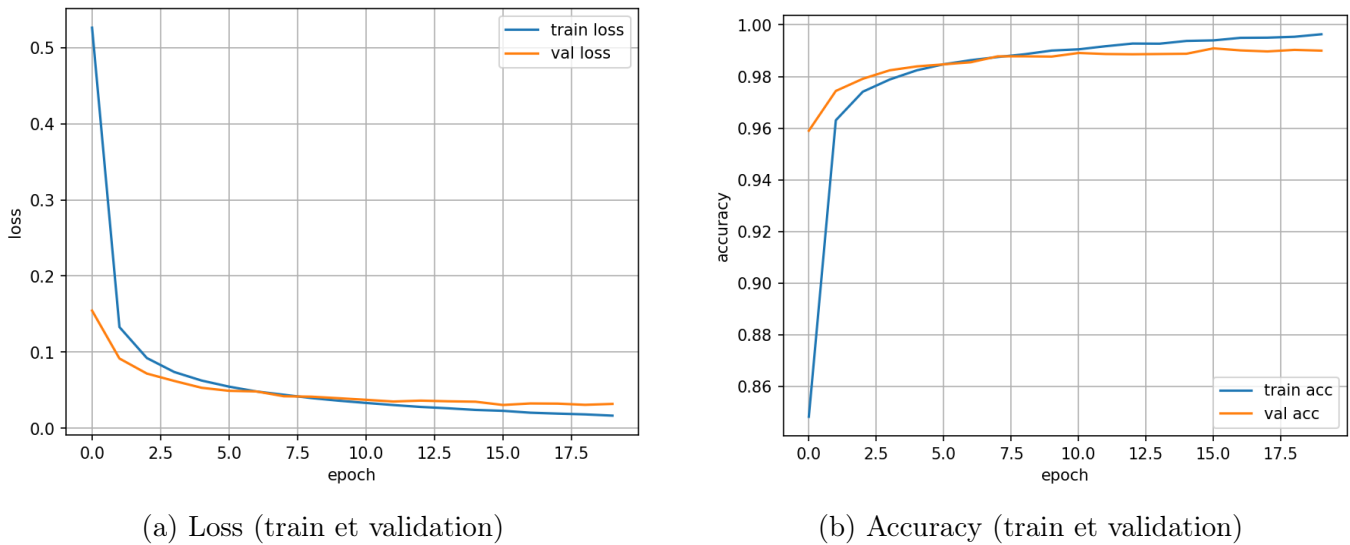 train loss
val loss
0.5
0.4
0.3
0.2
0.1
0.0
loss
0.0 2.5 5.0 7.5 10.0 12.5 15.0 17.5
epoch
(a) Loss (train et validation)
1.00
0.98
0.96
0.94
0.92
0.90
0.88
0.86
accuracy
train acc
val acc
0.0 2.5 5.0 7.5 10.0 12.5 15.0 17.5
epoch
(b) Accuracy (train et validation)